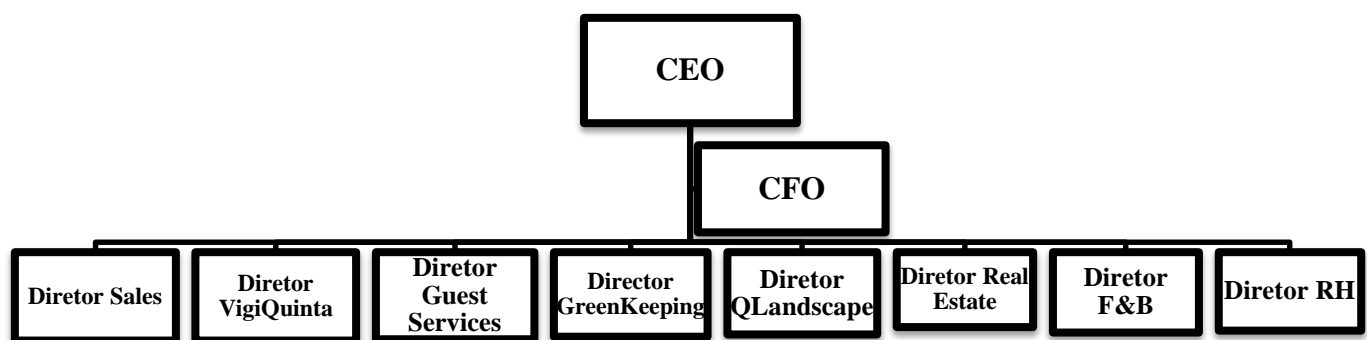 CEO
CFO
Diretor Sales
Diretor
VigiQuinta
Diretor
Guest
Services
Director
GreenKeeping
Diretor
QLandscape
Diretor Real
Estate
Diretor
F&B
Diretor RH